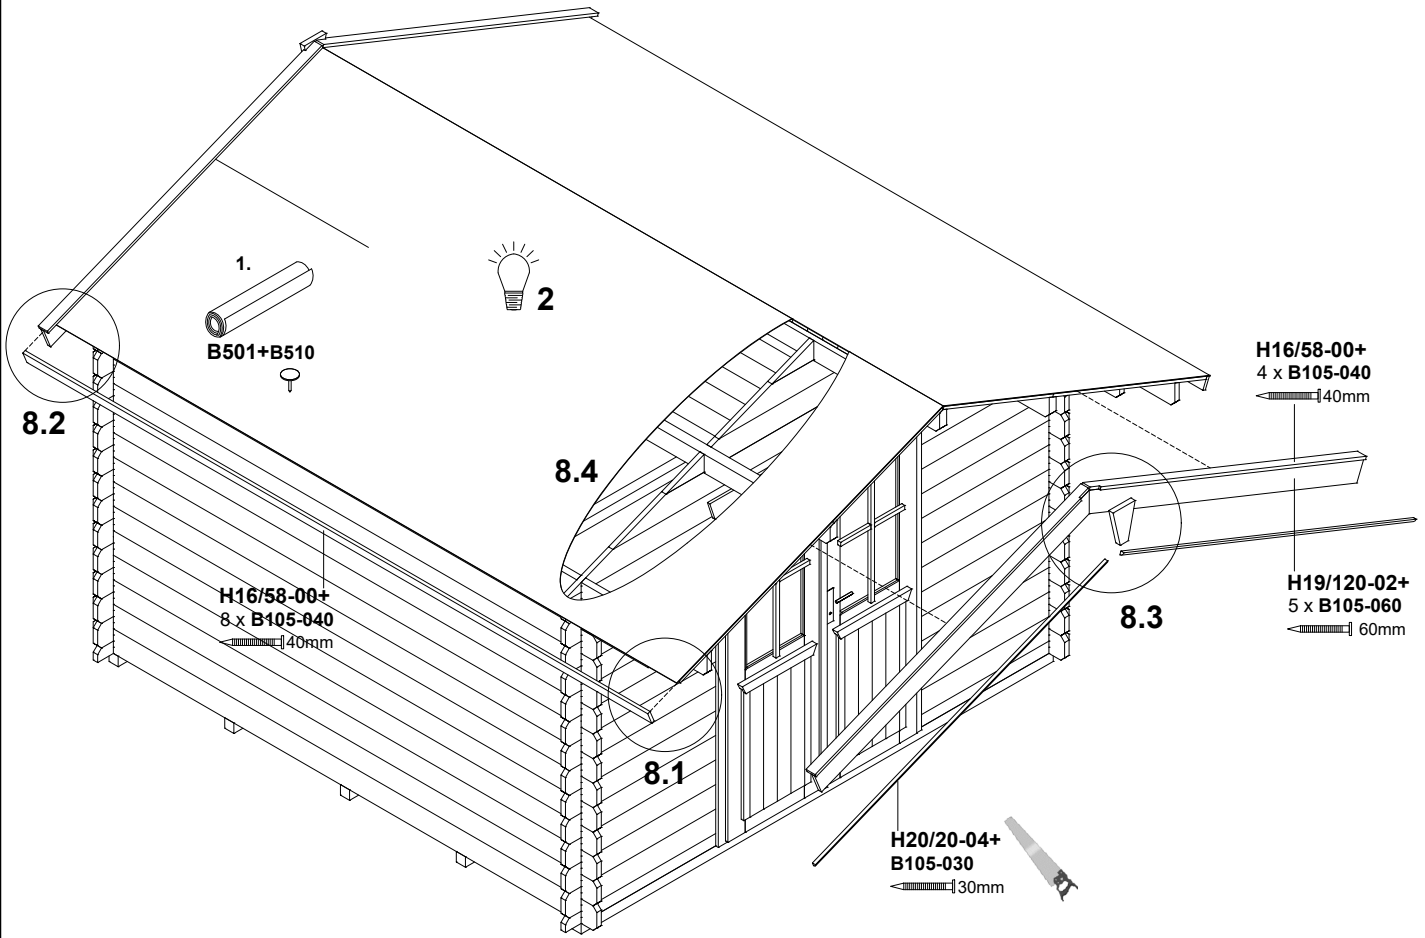 1.
B501+B510
2
8.2
8.4
H16/58-00+
4 x B105-040
40mm
H16/58-00+
8 x B105-040
40mm
8.3
H19/120-02+
5 x B105-060
60mm
8.1
H20/20-04+
B105-030
30mm